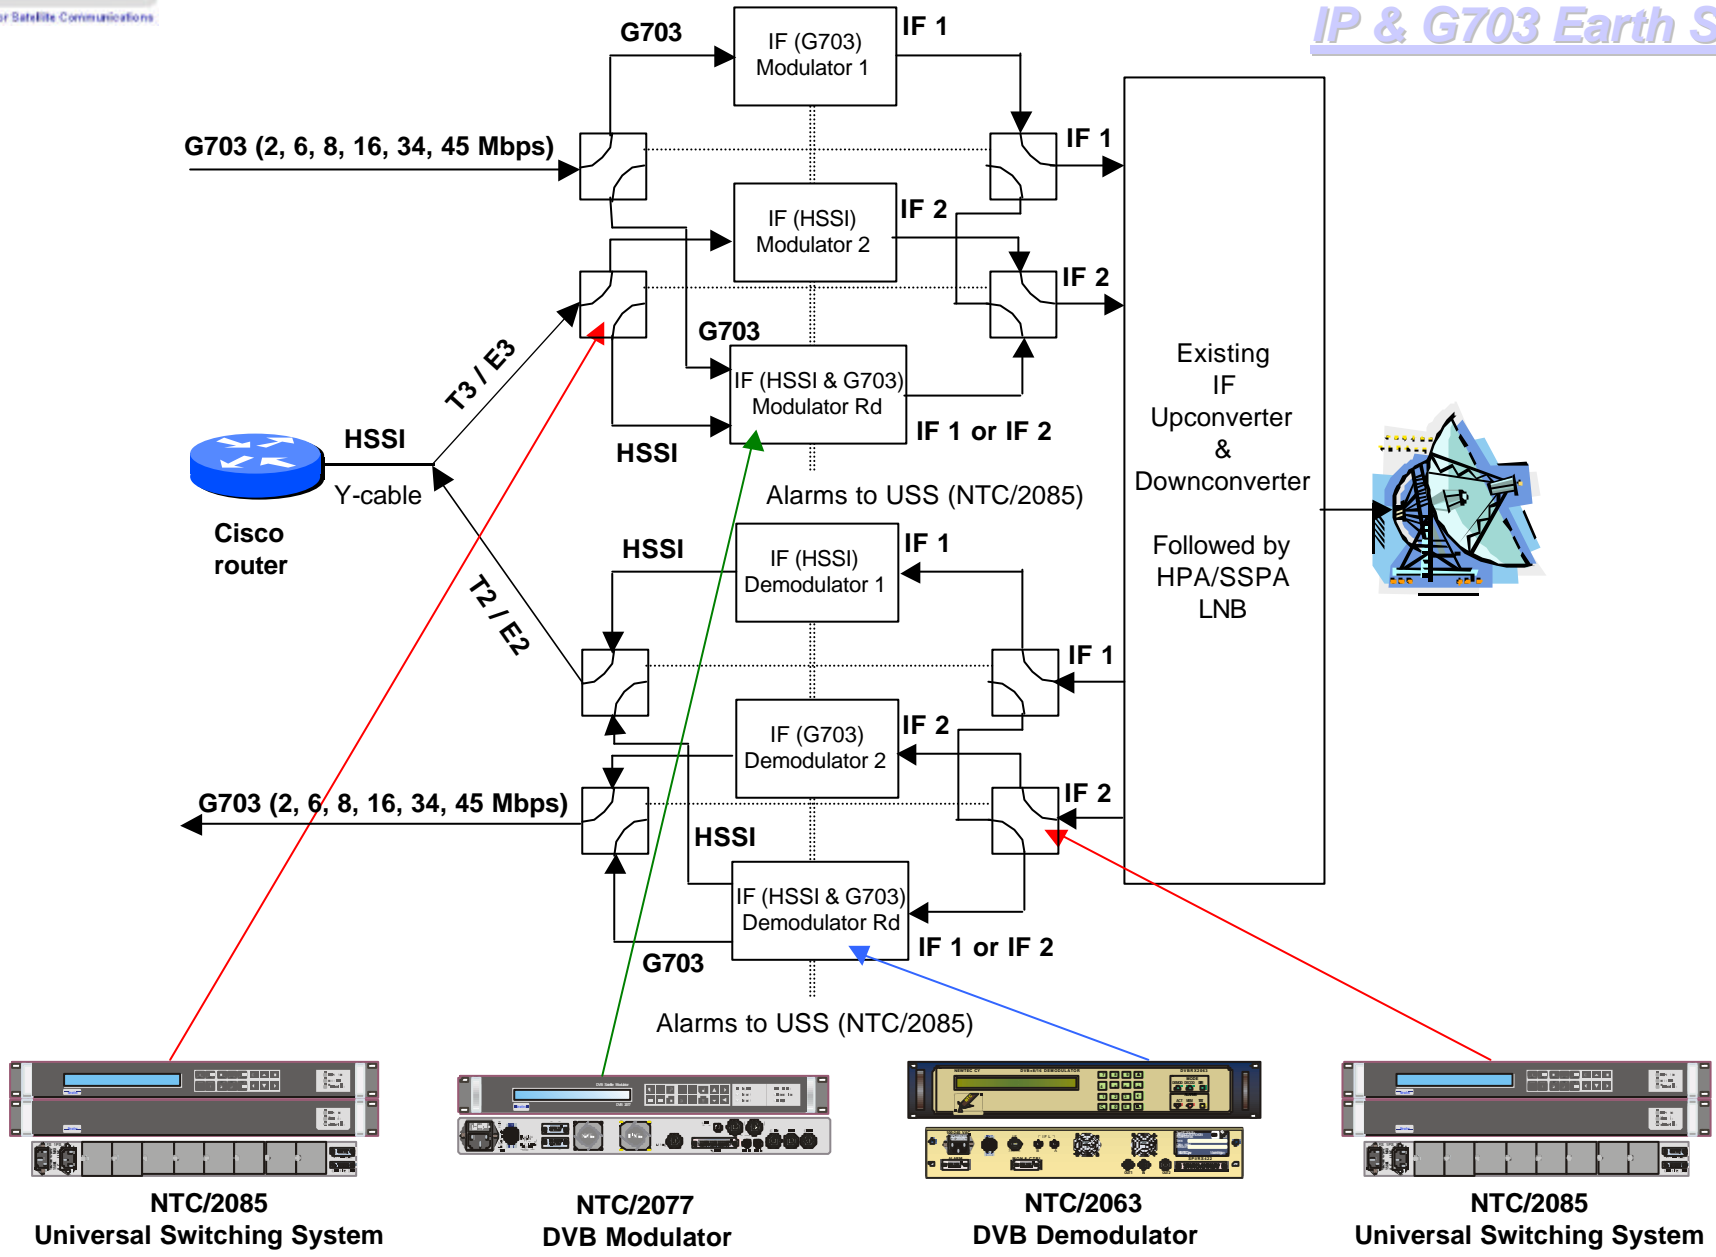 or Satellite Communications
IP & G703 Earth S
G703
IF (G703)
Modulator 1
IF 1
G703 (2, 6, 8, 16, 34, 45 Mbps)
IF 1
IF (HSSI)
Modulator 2
IF 2
IF 2
G703
T3 / E3
IF (HSSI & G703)
Modulator Rd
IF 1 or IF 2
HSSI
HSSI
Y-cable
Cisco
router
Alarms to USS (NTC/2085)
Existing
IF
Upconverter
&
Downconverter
Followed by
HPA/SSPA
LNB
HSSI
IF (HSSI)
Demodulator 1
IF 1
T2 / E2
IF 1
IF (G703)
Demodulator 2
IF 2
IF 2
G703 (2, 6, 8, 16, 34, 45 Mbps)
HSSI
IF (HSSI & G703)
Demodulator Rd
IF 1 or IF 2
G703
Alarms to USS (NTC/2085)
NTC/2085
Universal Switching System
NTC/2077
DVB Modulator
NTC/2063
DVB Demodulator
NTC/2085
Universal Switching System